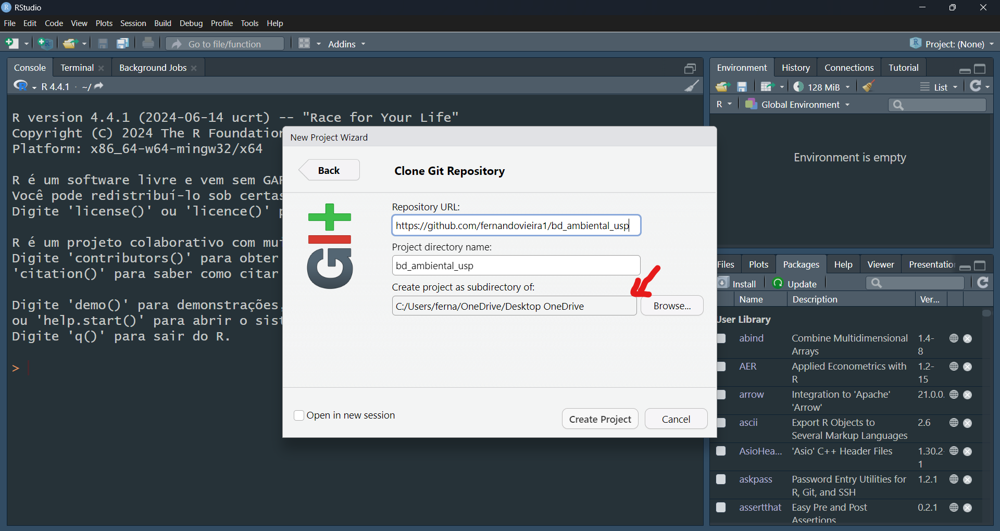 RStudio
File Edit Code View Plots Session Build Debug Profile Tools Help
Go to file/function Addins Project: (None)
Console Terminal Background Jobs
R 4.4.1 · ~/
R version 4.4.1 (2024-06-14 ucrt) -- "Race for Your Life"
Copyright (C) 2024 The R Foundation
Platform: x86_64-w64-mingw32/x64
R é um software livre e vem sem GAR
Você pode redistribuí-lo sob certas
Digite 'license()' ou 'licence()' p
R é um projeto colaborativo com mui
Digite 'contributors()' para obter
'citation()' para saber como citar
Digite 'demo()' para demonstrações,
ou 'help.start()' para abrir o sist
Digite 'q()' para sair do R.
>
New Project Wizard
Back
Clone Git Repository
Git
Repository URL:
https://github.com/fernandovieira1/bd_ambiental_usp
Project directory name:
bd_ambiental_usp
Create project as subdirectory of:
C:/Users/ferna/OneDrive/Desktop OneDrive
Browse...
Open in new session
Create Project
Cancel
Environment History Connections Tutorial
128 MiB List
R Global Environment
Environment is empty
Files Plots Packages Help Viewer Presentation
Install Update
Name Description Ver...
User Library
abind Combine Multidimensional 1.4-
Arrays 8
AER Applied Econometrics with 1.2-
R 15
arrow Integration to 'Apache' 21.0.0.
'Arrow'
ascii Export R Objects to 2.6
Several Markup Languages
AsioHea... 'Asio' C++ Header Files 1.30.2-
1
askpass Password Entry Utilities for 1.2.1
R, Git, and SSH
assertthat Easy Pre and Post 0.2.1
Assertions